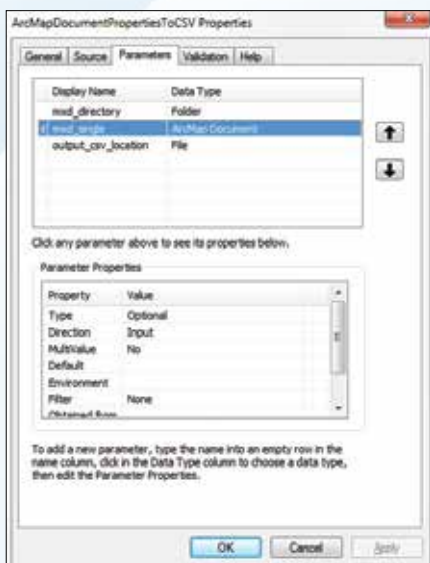 ArcMapDocumentPropertiesToCSV Properties
General Source Parameters Validation Help
Display Name Data Type
mxd_directory Folder
mxd_single ArcMap Document
output_csv_location File
Click any parameter above to see its properties below.
Parameter Properties
Property Value
Type Optional
Direction Input
MultiValue No
Default
Environment
Filter None
Obtained from
To add a new parameter, type the name into an empty row in the
name column, click in the Data Type column to choose a data type,
then edit the Parameter Properties.
OK Cancel Apply